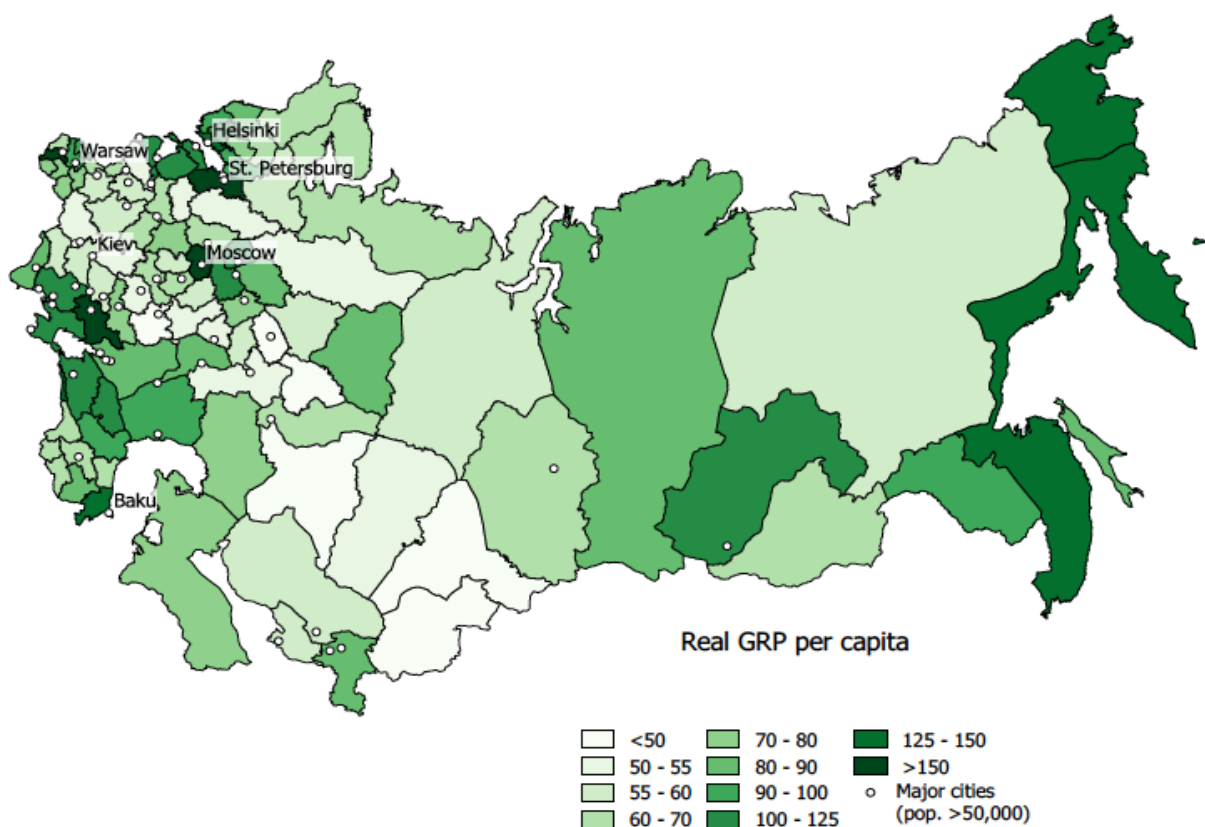 Helsinki
Warsaw
St. Petersburg
Kiev
Moscow
Baku
Real GRP per capita
<50
50 - 55
55 - 60
60 - 70
70 - 80
80 - 90
90 - 100
100 - 125
125 - 150
>150
Major cities
(pop. >50,000)